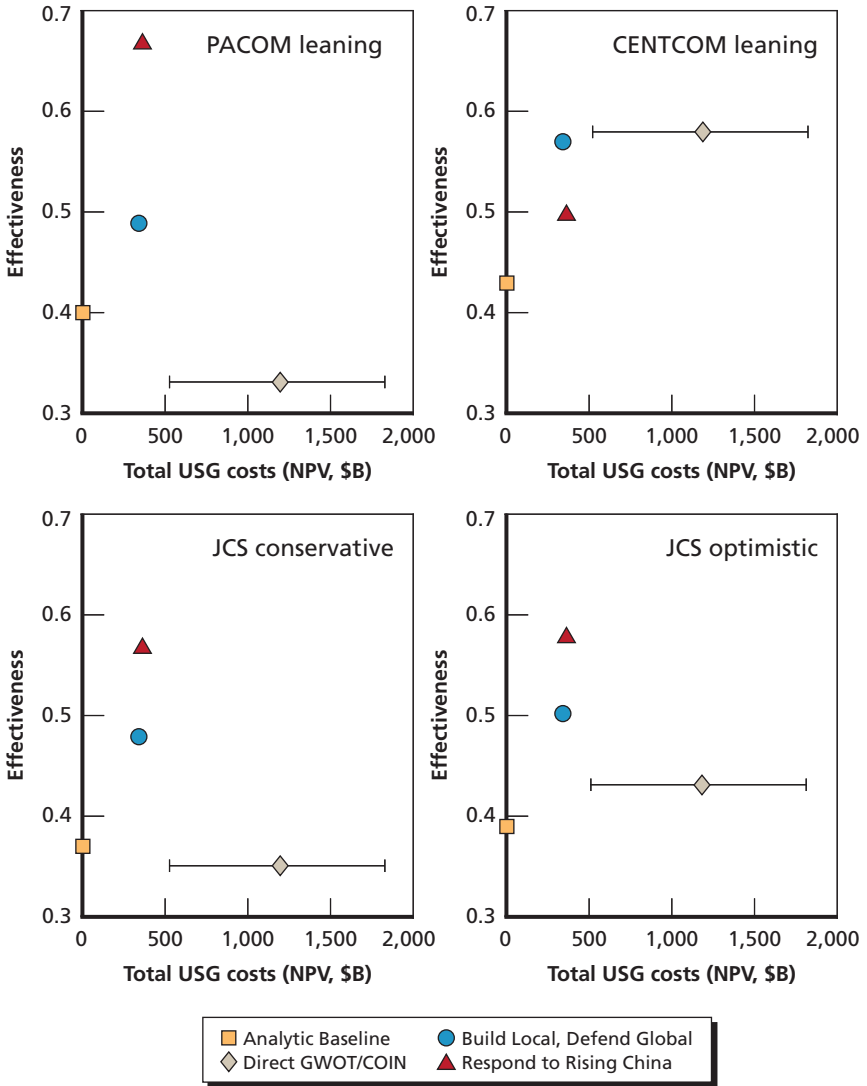 PACOM leaning
0.7
0.6
0.5
0.4
0.3
Effectiveness
0 500 1,000 1,500 2,000
Total USG costs (NPV, $B)
CENTCOM leaning
0.7
0.6
0.5
0.4
0.3
Effectiveness
0 500 1,000 1,500 2,000
Total USG costs (NPV, $B)
JCS conservative
0.7
0.6
0.5
0.4
0.3
Effectiveness
0 500 1,000 1,500 2,000
Total USG costs (NPV, $B)
JCS optimistic
0.7
0.6
0.5
0.4
0.3
Effectiveness
0 500 1,000 1,500 2,000
Total USG costs (NPV, $B)
Analytic Baseline Build Local, Defend Global
Direct GWOT/COIN Respond to Rising China